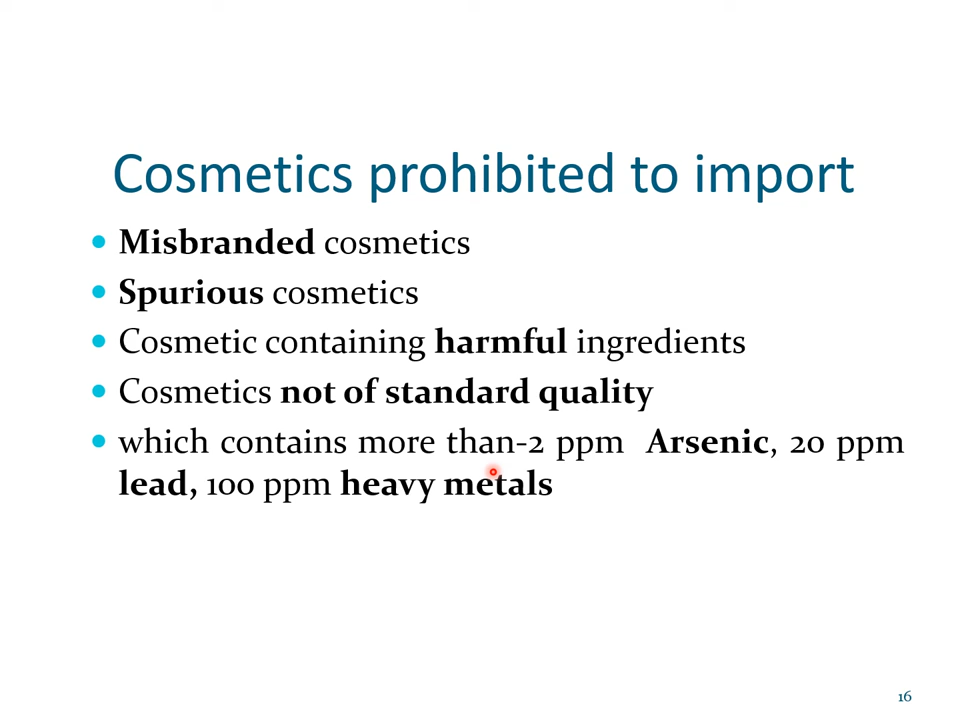 Cosmetics prohibited to import
• Misbranded cosmetics
• Spurious cosmetics
• Cosmetic containing harmful ingredients
• Cosmetics not of standard quality
• which contains more than-2 ppm Arsenic, 20 ppm
lead, 100 ppm heavy metals
16